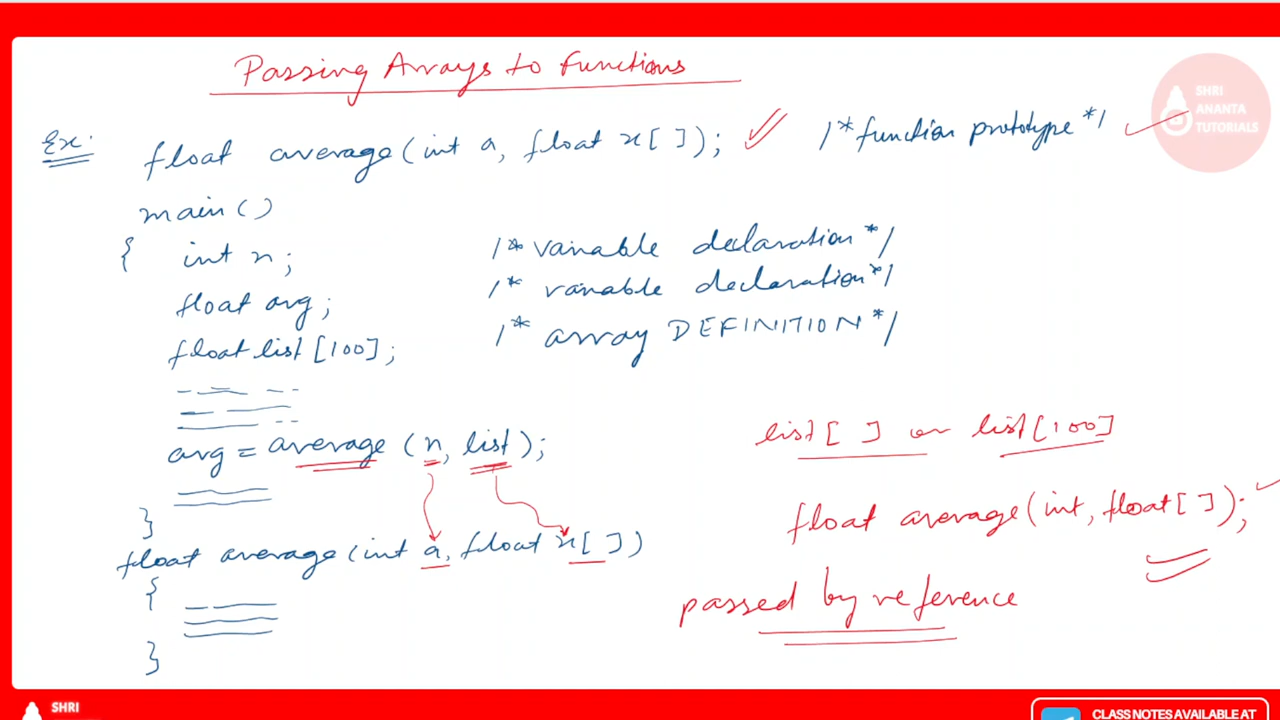 Passing Arrays to Functions
SHRI
ANANTA
TUTORIALS
Ex: float average(int a, float x[ ]); /*function prototype*/
main()
{ int n; /* variable declaration*/
float avg; /* variable declaration*/
float list [100]; /* array DEFINITION*/
avg = average (n, list);
list[ ] or list[100]
}
float average(int, float[ ]);
float average(int a, float x[ ])
{
passed by reference
}
SHRI
CLASS NOTES AVAILABLE AT